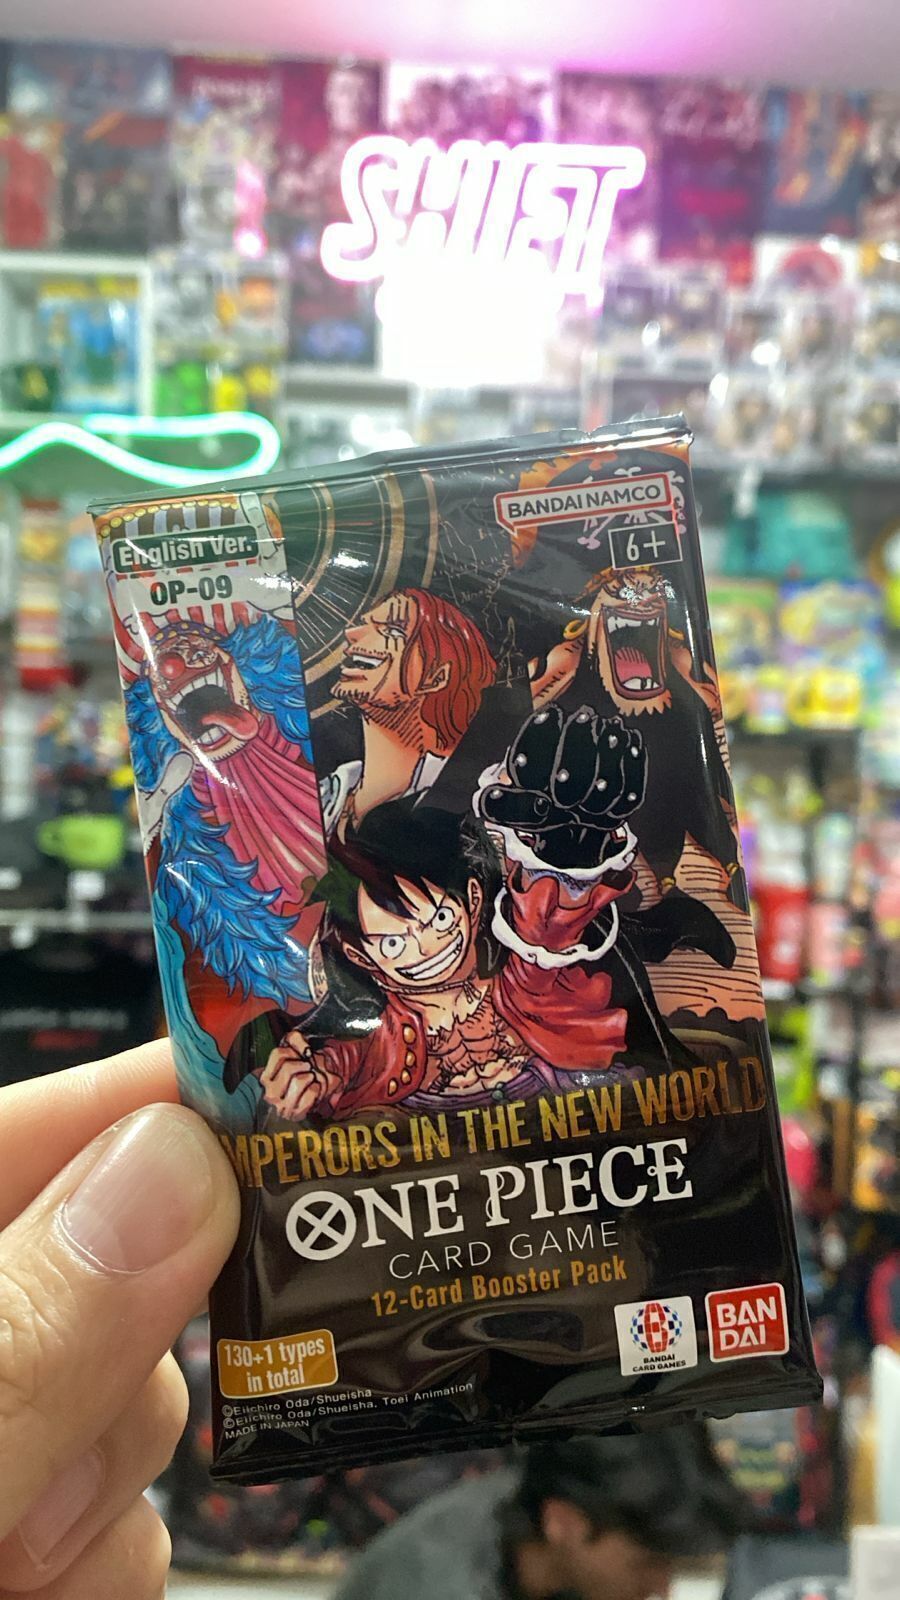 SHIFT
BANDAI NAMCO
6+
English Ver.
OP-09
MPERORS IN THE NEW WORLD
ONE PIECE
CARD GAME
12-Card Booster Pack
130+1 types
in total
BANDAI
CARD GAMES
BAN
DAI
©Eiichiro Oda/Shueisha
©Eiichiro Oda/Shueisha, Toei Animation
MADE IN JAPAN